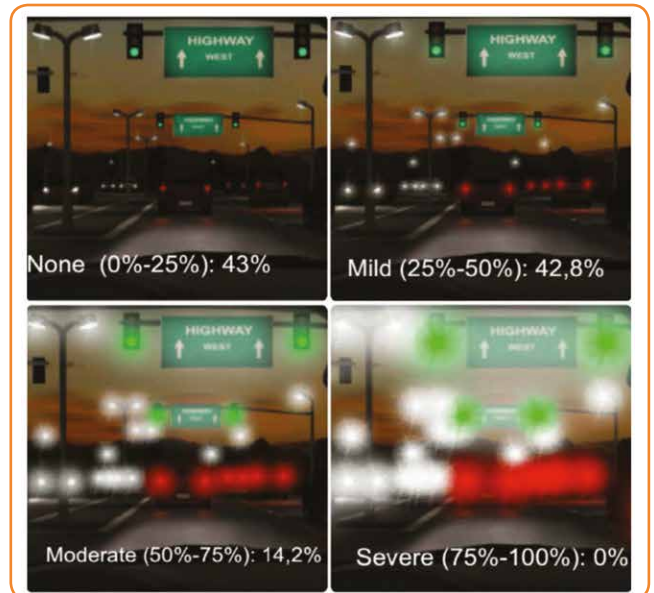 HIGHWAY
WEST
None (0%-25%): 43%
HIGHWAY
WEST
Mild (25%-50%): 42,8%
HIGHWAY
WEST
Moderate (50%-75%): 14,2%
HIGHWAY
WEST
Severe (75%-100%): 0%